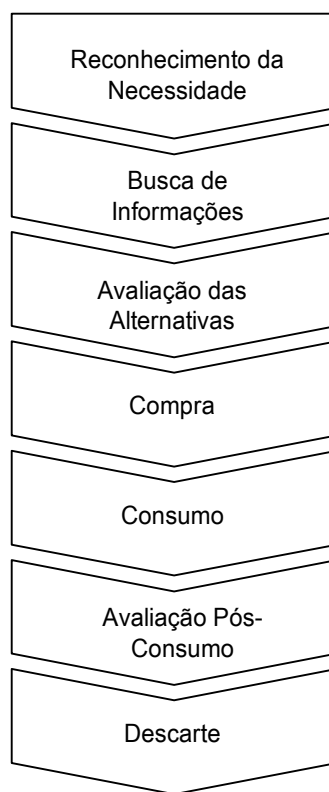 Reconhecimento da
Necessidade
Busca de
Informações
Avaliação das
Alternativas
Compra
Consumo
Avaliação Pós-
Consumo
Descarte